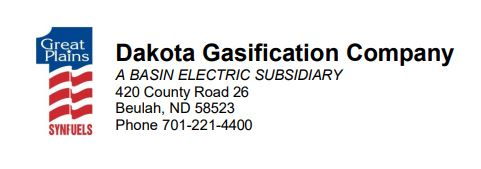 Great
Plains
SYNFUELS
Dakota Gasification Company
A BASIN ELECTRIC SUBSIDIARY
420 County Road 26
Beulah, ND 58523
Phone 701-221-4400